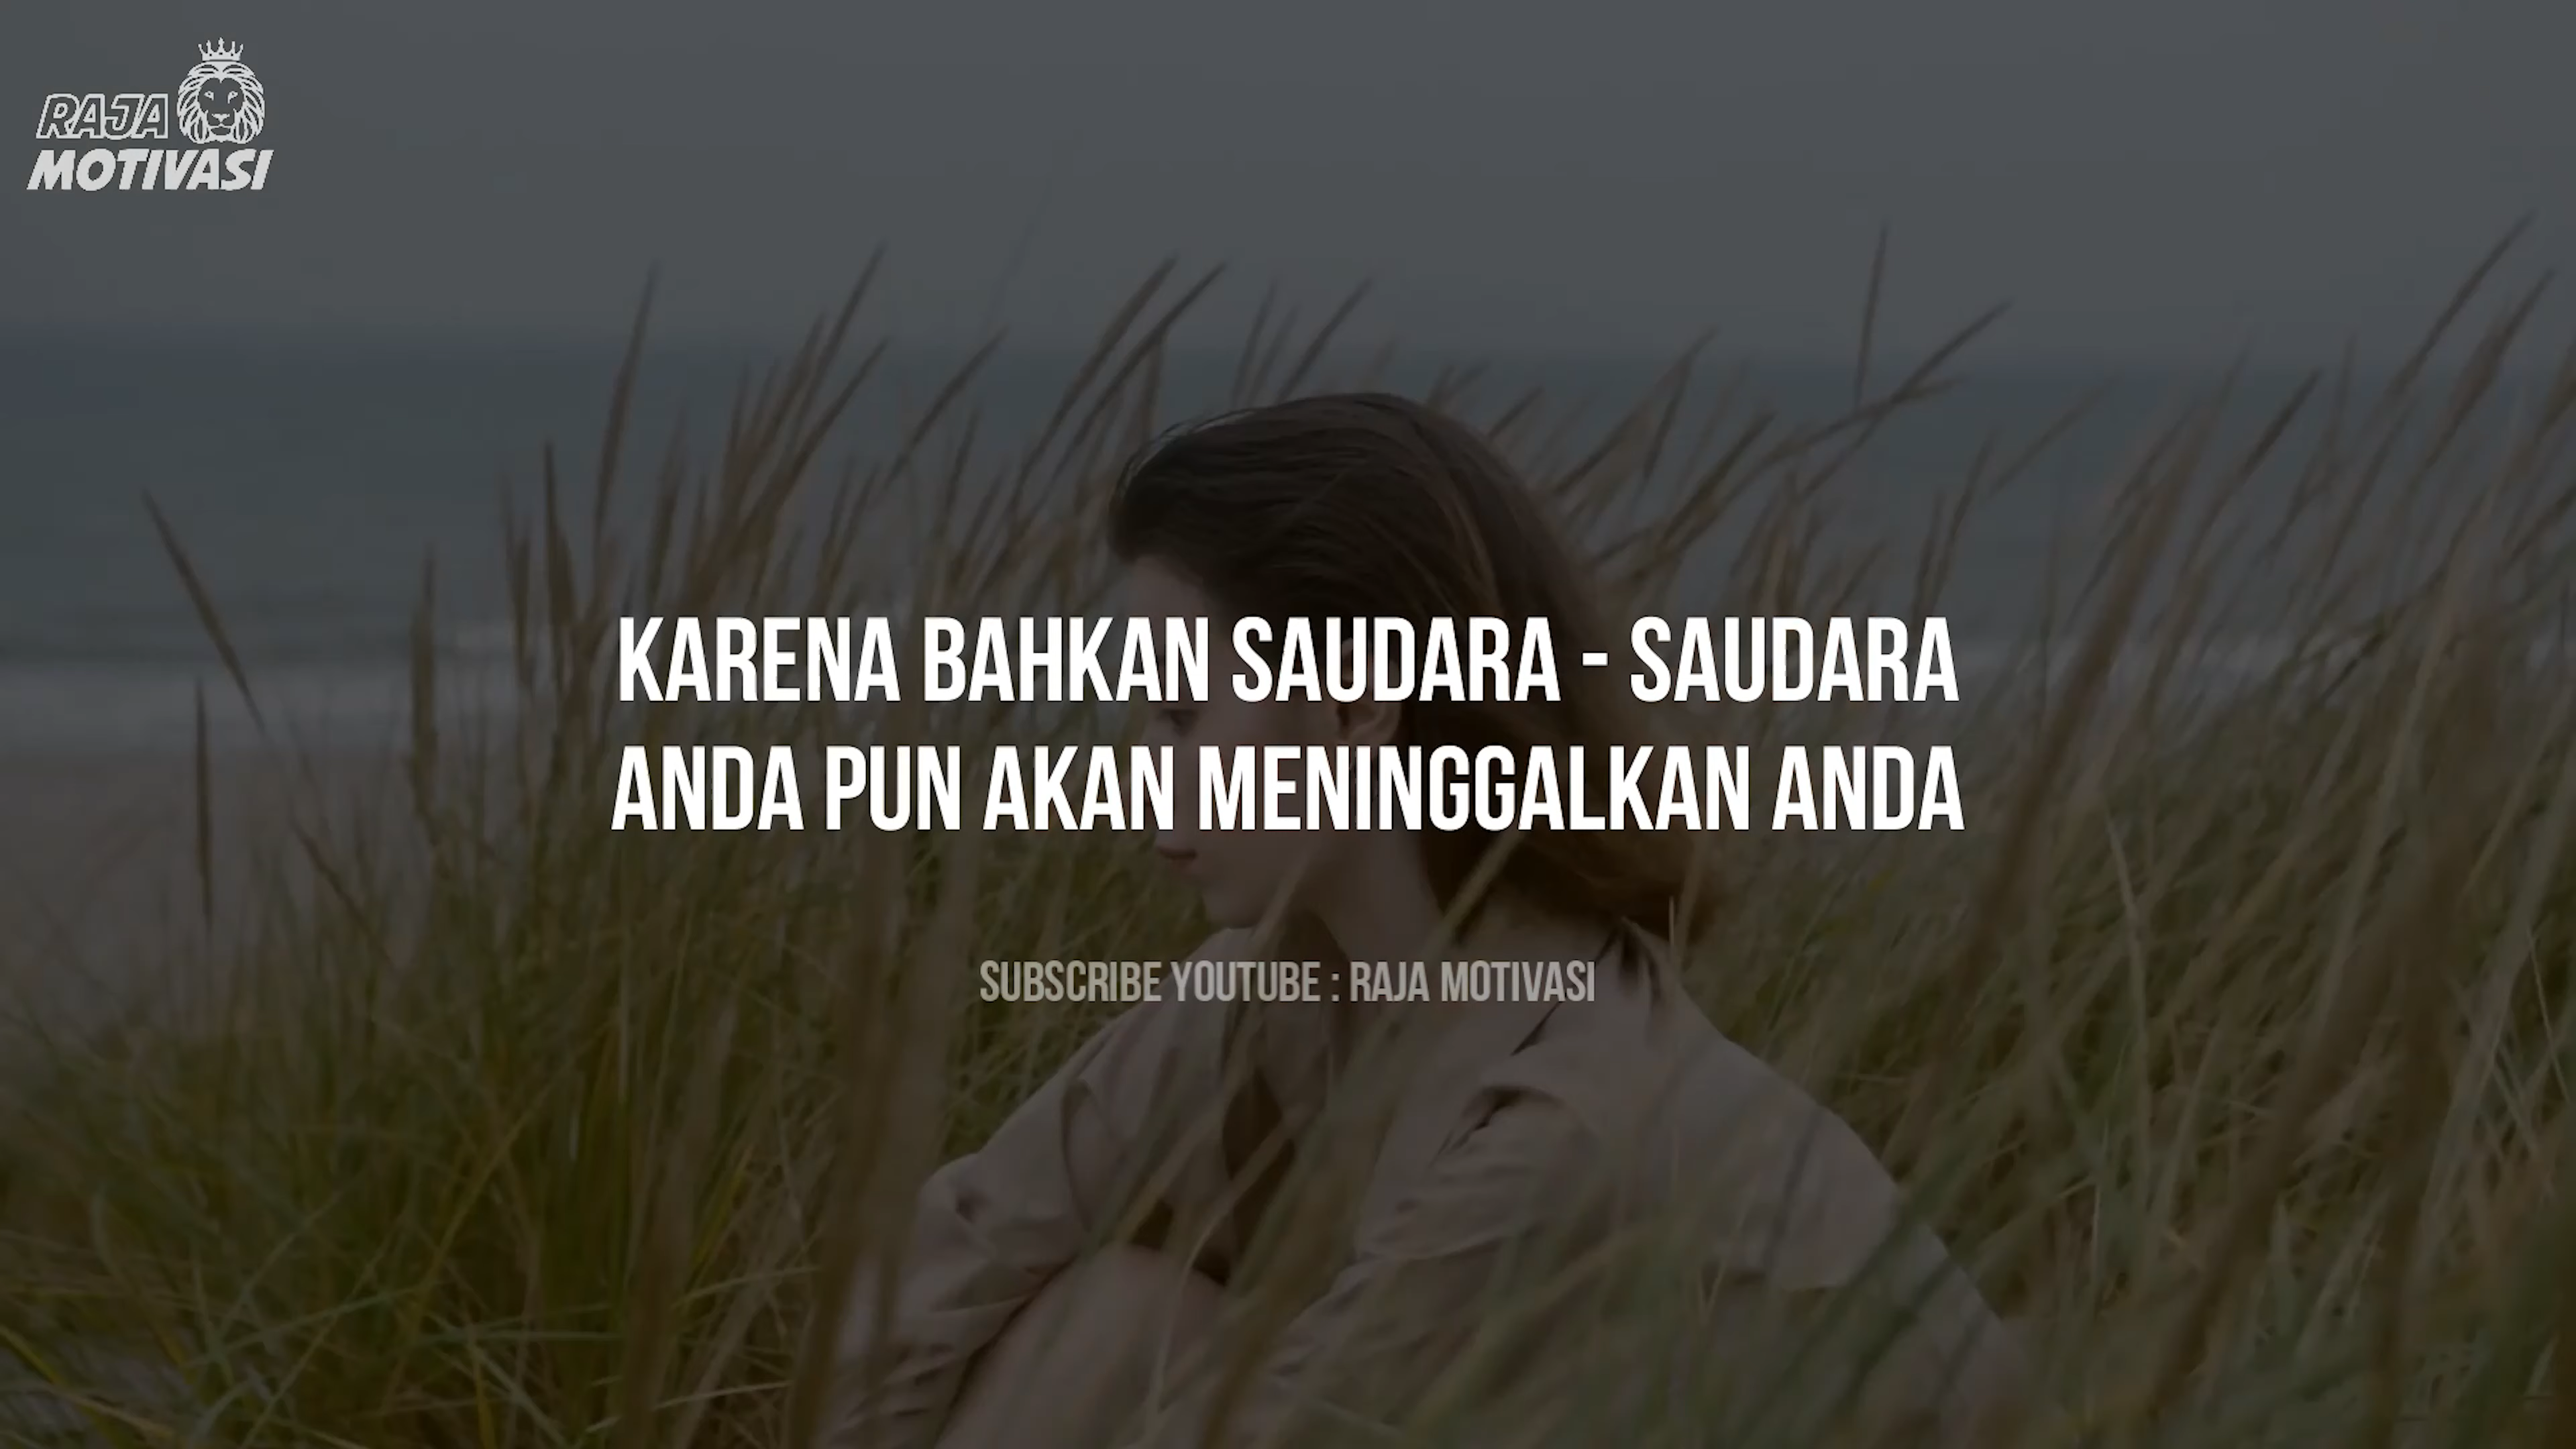 RAJA
MOTIVASI
KARENA BAHKAN SAUDARA - SAUDARA
ANDA PUN AKAN MENINGGALKAN ANDA
SUBSCRIBE YOUTUBE : RAJA MOTIVASI